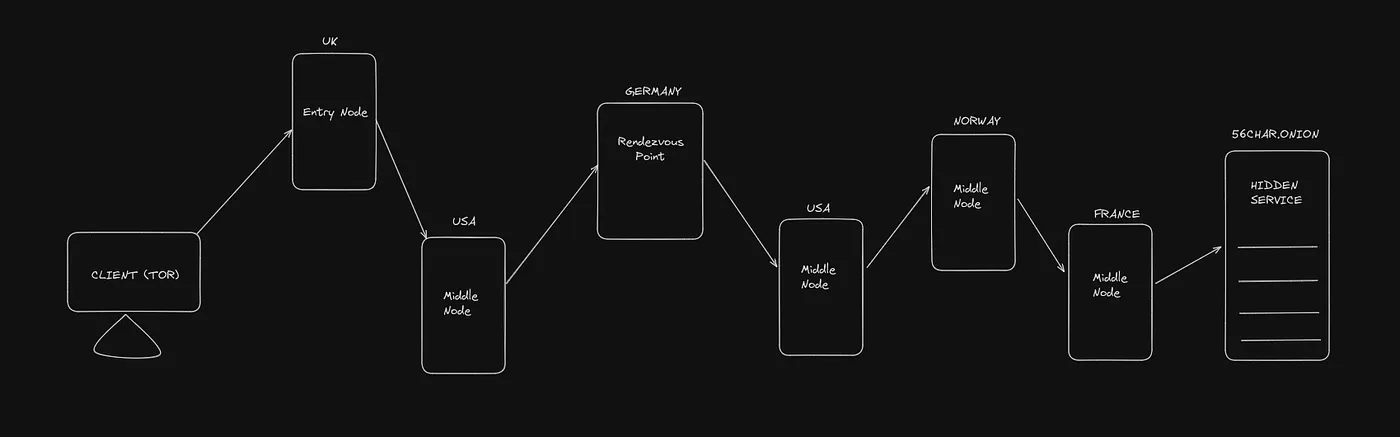 UK
Entry Node
CLIENT (TOR)
USA
Middle
Node
GERMANY
Rendezvous
Point
USA
Middle
Node
NORWAY
Middle
Node
FRANCE
Middle
Node
56CHAR.ONION
HIDDEN
SERVICE